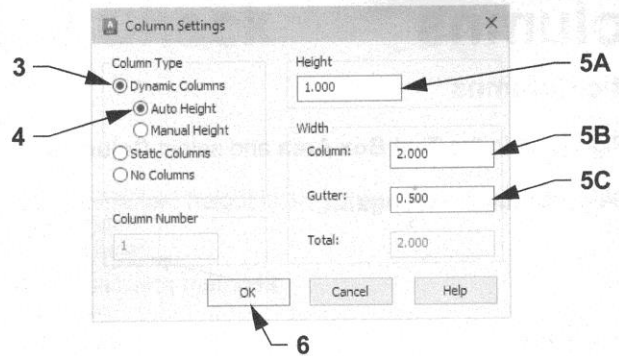 Column Settings
Column Type
Dynamic Columns
Auto Height
Manual Height
Static Columns
No Columns
Column Number
1
Height
1.000
Width
Column: 2.000
Gutter: 0.500
Total: 2.000
OK Cancel Help
3
4
5A
5B
5C
6